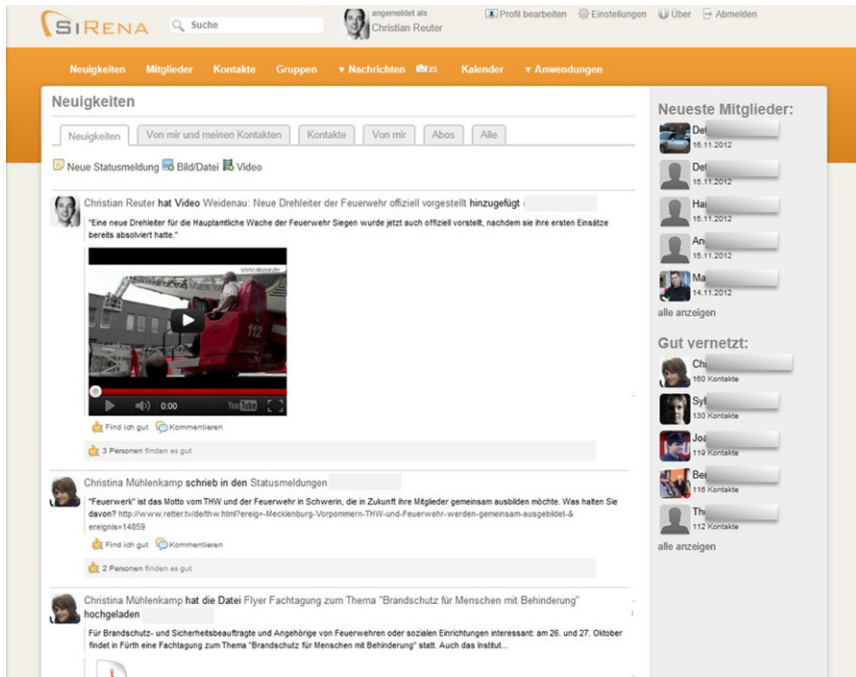 SIRENA
Suche
angemeldet als
Christian Reuter
Profil bearbeiten Einstellungen Über Abmelden
Neuigkeiten Mitglieder Kontakte Gruppen ▾ Nachrichten 23 Kalender ▾ Anwendungen
Neuigkeiten
Neuigkeiten Von mir und meinen Kontakten Kontakte Von mir Abos Alle
Neue Statusmeldung Bild/Datei Video
Christian Reuter hat Video Weidenau: Neue Drehleiter der Feuerwehr offiziell vorgestellt hinzugefügt
"Eine neue Drehleiter für die Hauptamtliche Wache der Feuerwehr Siegen wurde jetzt auch offiziell vorstellt, nachdem sie ihre ersten Einsätze
bereits absolviert hatte."
112
0:00 YouTube
Find ich gut Kommentieren
3 Personen finden es gut
Christina Mühlenkamp schrieb in den Statusmeldungen
"Feuerwerk" ist das Motto vom THW und der Feuerwehr in Schwerin, die in Zukunft ihre Mitglieder gemeinsam ausbilden möchte. Was halten Sie
davon? http://www.retter.tv/de/thw.html?ereig=-Mecklenburg-Vorpommern-THW-und-Feuerwehr-werden-gemeinsam-ausgebildet-&
ereignis=14859
Find ich gut Kommentieren
2 Personen finden es gut
Christina Mühlenkamp hat die Datei Flyer Fachtagung zum Thema "Brandschutz für Menschen mit Behinderung"
hochgeladen
Für Brandschutz- und Sicherheitsbeauftragte und Angehörige von Feuerwehren oder sozialen Einrichtungen interessant: am 26. und 27. Oktober
findet in Fürth eine Fachtagung zum Thema "Brandschutz für Menschen mit Behinderung" statt. Auch das Institut...
Neueste Mitglieder:
Det
16.11.2012
Det
15.11.2012
Ha
15.11.2012
An
15.11.2012
Ma
14.11.2012
alle anzeigen
Gut vernetzt:
Ch
160 Kontakte
Syl
130 Kontakte
Joa
119 Kontakte
Ber
116 Kontakte
Th
112 Kontakte
alle anzeigen